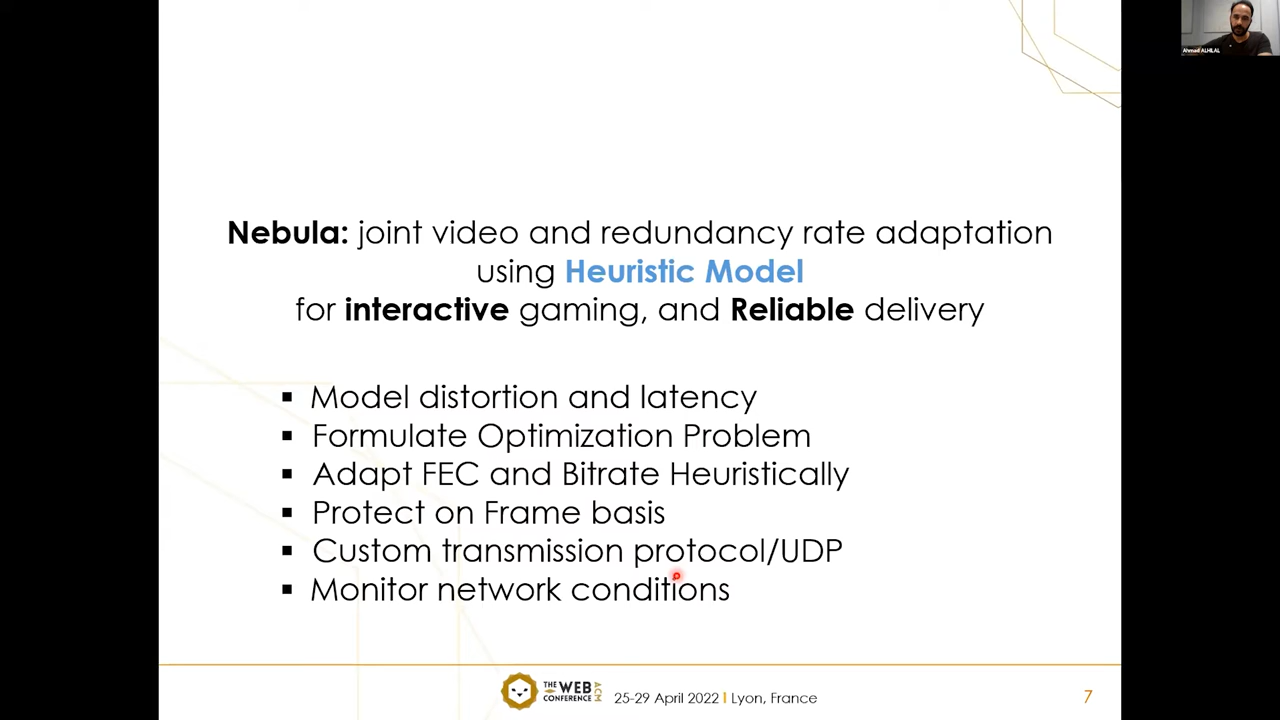 Ahmad ALHILAL
Nebula: joint video and redundancy rate adaptation
using Heuristic Model
for interactive gaming, and Reliable delivery
▪ Model distortion and latency
▪ Formulate Optimization Problem
▪ Adapt FEC and Bitrate Heuristically
▪ Protect on Frame basis
▪ Custom transmission protocol/UDP
▪ Monitor network conditions
THE WEB CONFERENCE ACM
25-29 April 2022 I Lyon, France
7